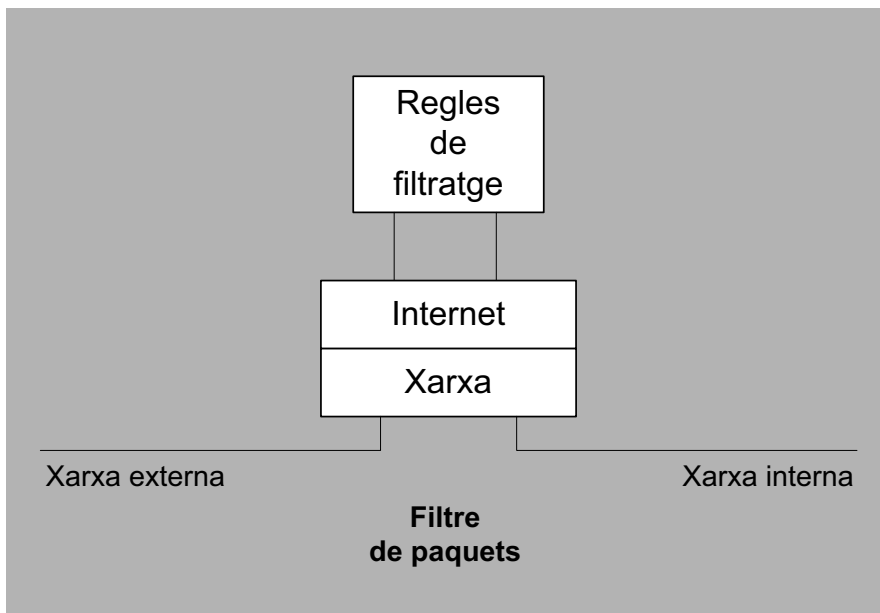 Regles
de
filtratge
Internet
Xarxa
Xarxa externa
Xarxa interna
Filtre
de paquets